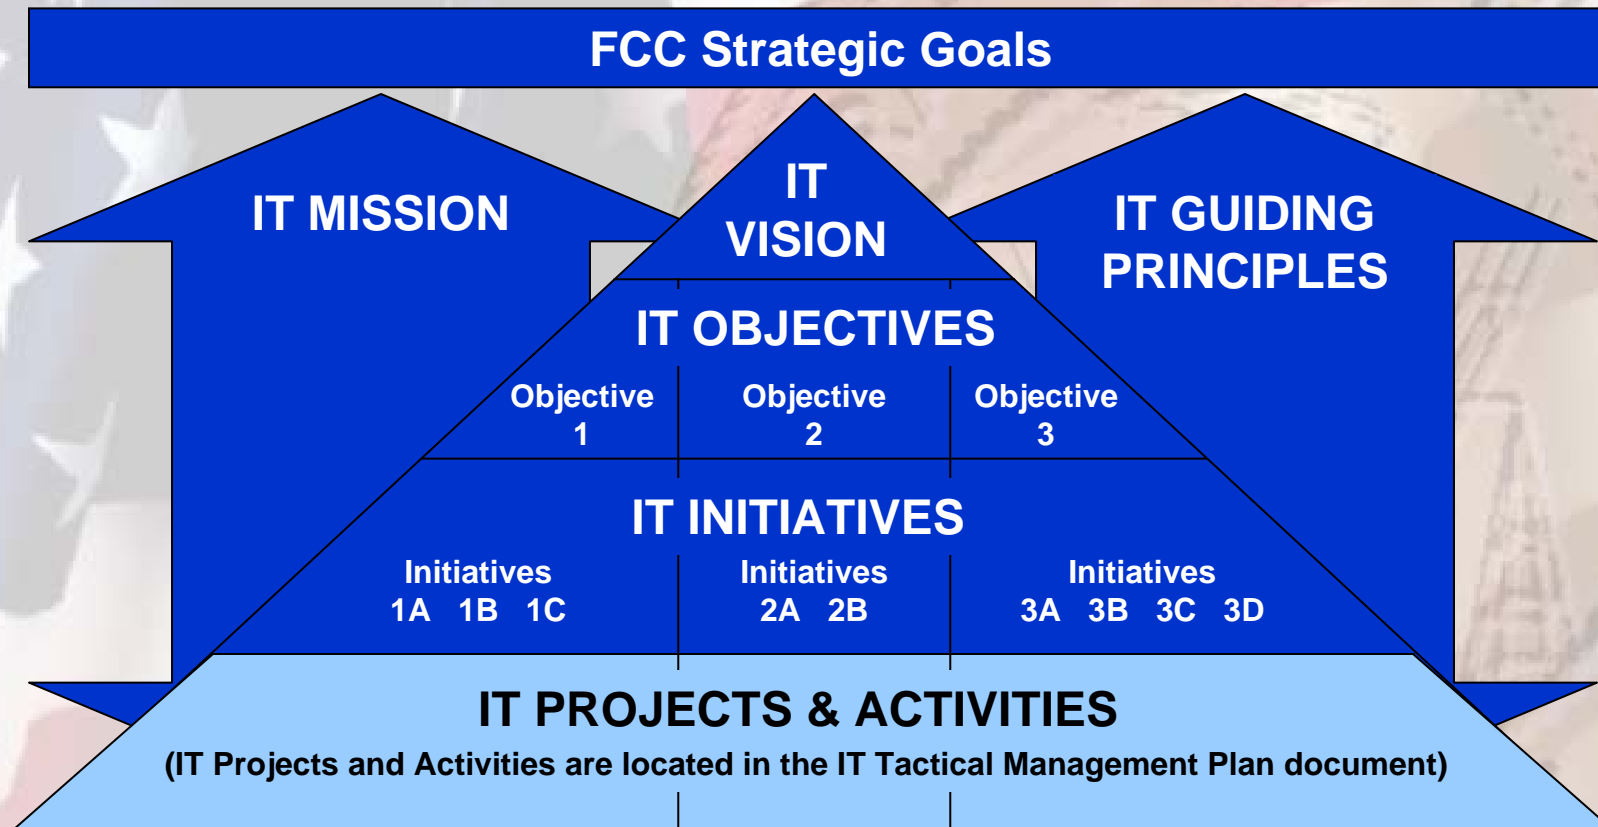 FCC Strategic Goals
IT MISSION
IT
VISION
IT GUIDING
PRINCIPLES
IT OBJECTIVES
Objective
1
Objective
2
Objective
3
IT INITIATIVES
Initiatives
1A 1B 1C
Initiatives
2A 2B
Initiatives
3A 3B 3C 3D
IT PROJECTS & ACTIVITIES
(IT Projects and Activities are located in the IT Tactical Management Plan document)